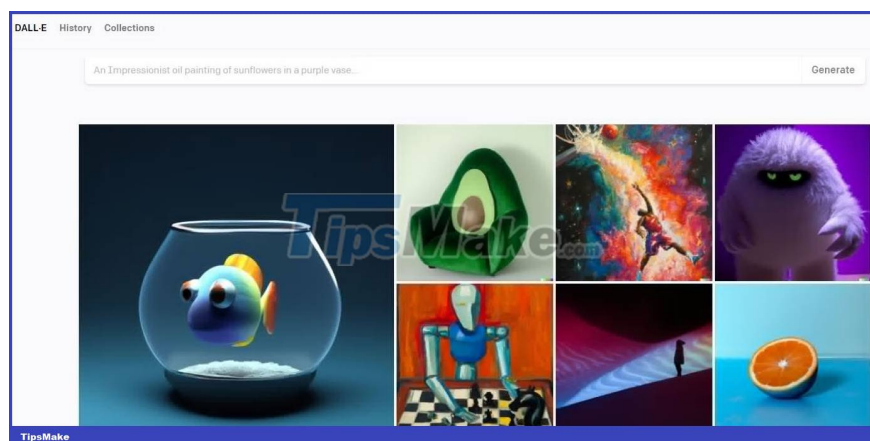 DALL·E History Collections
An Impressionist oil painting of sunflowers in a purple vase... Generate
TipsMake.com
TipsMake